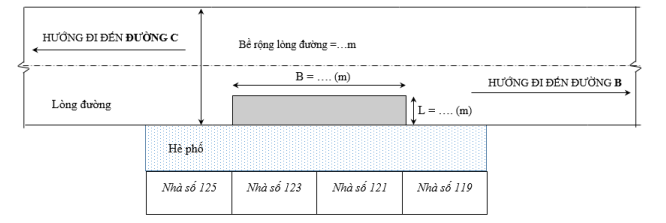 HƯỚNG ĐI ĐẾN ĐƯỜNG C
Bề rộng lòng đường =…m
B = …. (m)
HƯỚNG ĐI ĐẾN ĐƯỜNG B
Lòng đường
L = …. (m)
Hè phố
Nhà số 125
Nhà số 123
Nhà số 121
Nhà số 119